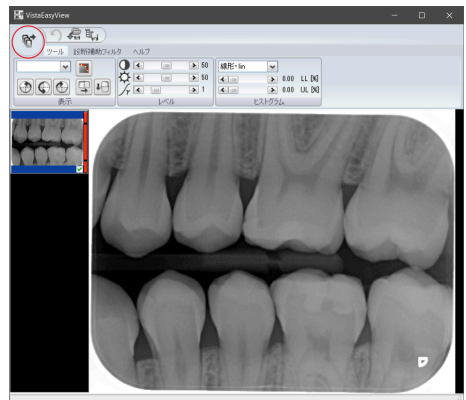 VistaEasyView
ツール 診断補助フィルタ ヘルプ
50
50
1
線形-lin
0.00 LL [N]
0.00 UL [N]
表示 レベル ヒストグラム